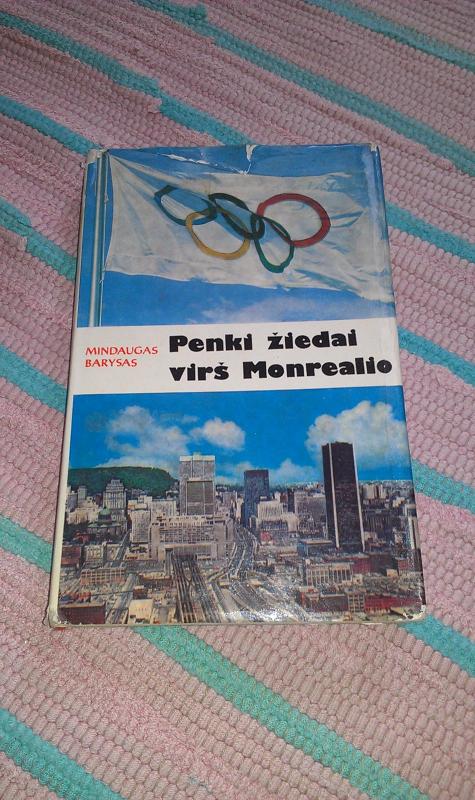 MINDAUGAS
BARYSAS
Penki žiedai
virš Monrealio